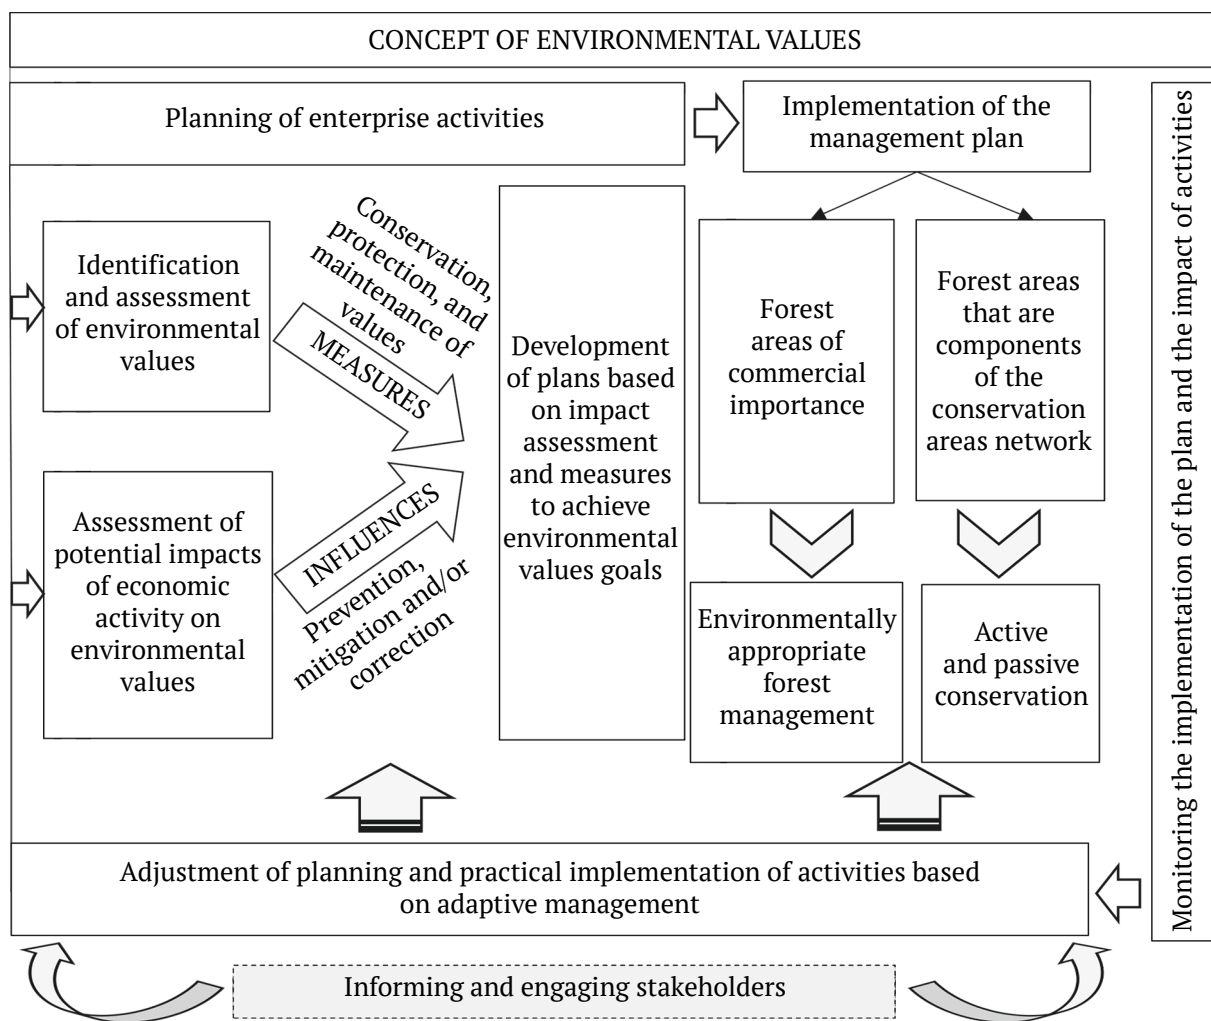 CONCEPT OF ENVIRONMENTAL VALUES
Planning of enterprise activities
Implementation of the
management plan
Identification
and assessment
of environmental
values
Conservation,
protection, and
maintenance of
values
MEASURES
Assessment of
potential impacts
of economic
activity on
environmental
values
INFLUENCES
Prevention,
mitigation and/or
correction
Development
of plans based
on impact
assessment
and measures
to achieve
environmental
values goals
Forest
areas of
commercial
importance
Forest areas
that are
components
of the
conservation
areas network
Environmentally
appropriate
forest
management
Active
and passive
conservation
Monitoring the implementation of the plan and the impact of activities
Adjustment of planning and practical implementation of activities based
on adaptive management
Informing and engaging stakeholders